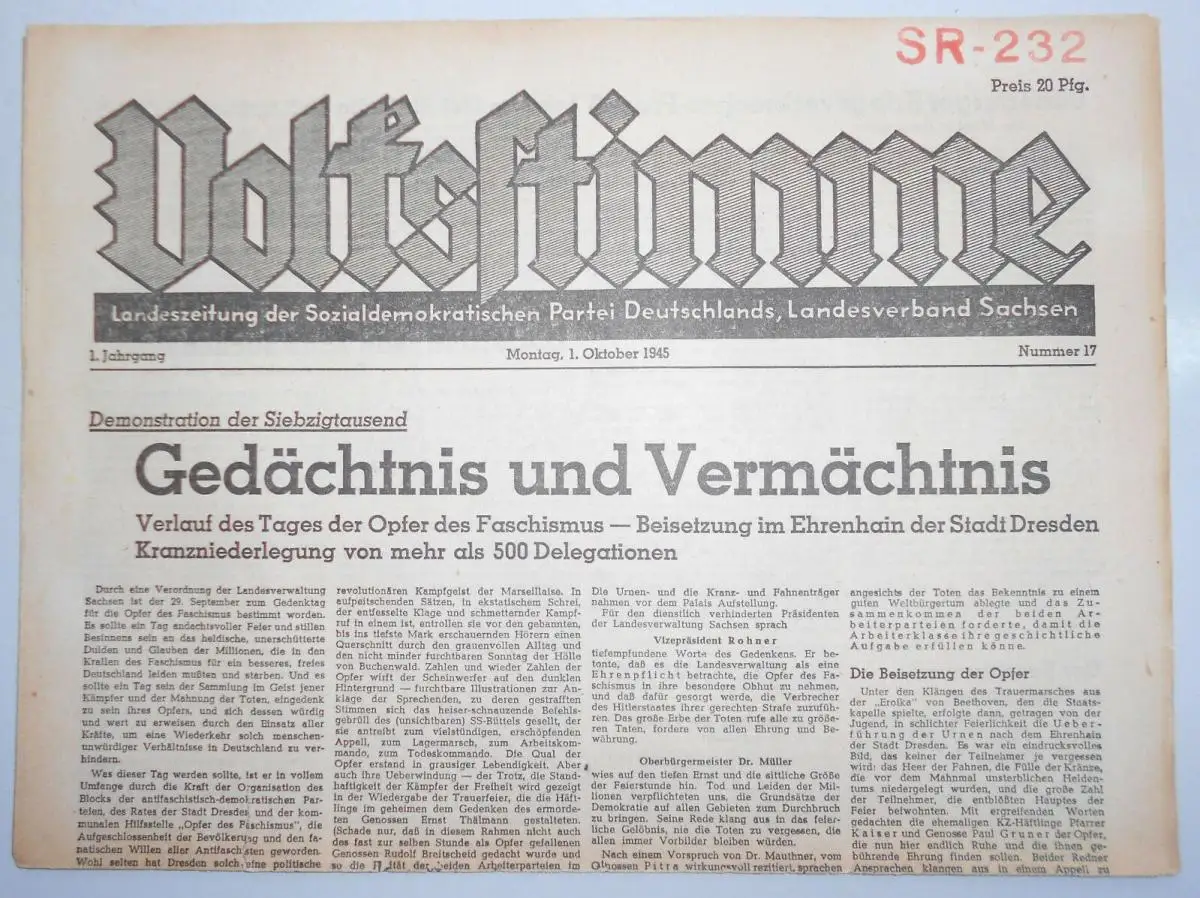 SR-232
Preis 20 Pfg.
Volksstimme
Landeszeitung der Sozialdemokratischen Partei Deutschlands, Landesverband Sachsen
1. Jahrgang
Montag, 1. Oktober 1945
Nummer 17
Demonstration der Siebzigtausend
Gedächtnis und Vermächtnis
Verlauf des Tages der Opfer des Faschismus — Beisetzung im Ehrenhain der Stadt Dresden
Kranzniederlegung von mehr als 500 Delegationen
Durch eine Verordnung der Landesverwaltung
Sachsen ist der 29. September zum Gedenktag
für die Opfer des Faschismus bestimmt worden.
Es sollte ein Tag andachtsvoller Feier und stillen
Besinnens sein an das heldische, unerschütterte
Dulden und Glauben der Millionen, die in den
Krallen des Faschismus für ein besseres, freies
Deutschland leiden mußten und starben. Und es
sollte ein Tag sein der Sammlung im Geist jener
Kämpfer und der Mahnung der Toten, eingedenk
zu sein ihres Opfers, und sich dessen würdig
und wert zu erweisen durch den Einsatz aller
Kräfte, um eine Wiederkehr solch menschen-
unwürdiger Verhältnisse in Deutschland zu ver-
hindern.
Was dieser Tag werden sollte, ist er in vollem
Umfange durch die Kraft der Organisation des
Blocks der antifaschistisch-demokratischen Par-
teien, des Rates der Stadt Dresden und der kom-
munalen Hilfsstelle „Opfer des Faschismus", die
Aufgeschlossenheit der Bevölkerung und den fa-
natischen Willen aller Antifaschisten geworden.
Wohl selten hat Dresden solch eine politische
revolutionären Kampfgeist der Marseillaise. In
aufpeitschenden Sätzen, in ekstatischem Schrei,
der entfesselte Klage und schmetternder Kampf-
ruf in einem ist, entrollen sie vor den gebannten,
bis ins tiefste Mark erschauernden Hörern einen
Querschnitt durch den grauenvollen Alltag und
den nicht minder furchtbaren Sonntag der Hölle
von Buchenwald. Zahlen und wieder Zahlen der
Opfer wirft der Scheinwerfer auf den dunklen
Hintergrund — furchtbare Illustrationen zur An-
klage der Sprechenden, zu deren gestrafften
Stimmen sich das heiser-schnauzende Befehls-
gebrüll des (unsichtbaren) SS-Büttels gesellt, der
sie antreibt zum vielstündigen, erschöpfenden
Appell, zum Lagermarsch, zum Arbeitskom-
mando, zum Todeskommando. Die Qual der
Opfer erstand in grausiger Lebendigkeit. Aber
auch ihre Ueberwindung — der Trotz, die Stand-
haftigkeit der Kämpfer der Freiheit wird gezeigt
in der Wiedergabe der Trauerfeier, die die Häft-
linge im geheimen dem Gedenken des ermorde-
ten Genossen Ernst Thälmann gestalteten.
(Schade nur, daß in diesem Rahmen nicht auch
des fast zur selben Stunde als Opfer gefallenen
Genossen Rudolf Breitscheid gedacht wurde und
so die der beiden Arbeiterparteien im
Die Urnen- und die Kranz- und Fahnenträger
nahmen vor dem Palais Aufstellung.
Für den dienstlich verhinderten Präsidenten
der Landesverwaltung Sachsen sprach
Vizepräsident Rohner
tiefempfundene Worte des Gedenkens. Er be-
tonte, daß es die Landesverwaltung als eine
Ehrenpflicht betrachte, die Opfer des Fa-
schismus in ihre besondere Obhut zu nehmen,
und daß dafür gesorgt werde, die Verbrecher
des Hitlerstaates ihrer gerechten Strafe zuzufüh-
ren. Das große Erbe der Toten rufe alle zu größe-
ren Taten, fordere von allen Ehrung und Be-
währung.
Oberbürgermeister Dr. Müller
wies auf den tiefen Ernst und die sittliche Größe
der Feierstunde hin. Tod und Leiden der Mil-
lionen verpflichteten uns, die Grundsätze der
Demokratie auf allen Gebieten zum Durchbruch
zu bringen. Seine Rede klang aus in das feier-
liche Gelöbnis, nie die Toten zu vergessen, die
allen immer Vorbilder bleiben würden.
Nach einem Vorspruch von Dr. Mauthner, vom
Genossen Pitra wirkungsvoll rezitiert, sprachen
angesichts der Toten das Bekenntnis zu einem
guten Weltbürgertum ablegte und das Zu-
sammenkommen der beiden Ar-
beiterparteien forderte, damit die
Arbeiterklasse ihre geschichtliche
Aufgabe erfüllen könne.
Die Beisetzung der Opfer
Unter den Klängen des Trauermarsches aus
der „Eroika" von Beethoven, den die Staats-
kapelle spielte, erfolgte dann, getragen von der
Jugend, in schlichter Feierlichkeit die Ueber-
führung der Urnen nach dem Ehrenhain
der Stadt Dresden. Es war ein eindrucksvolles
Bild, das keiner der Teilnehmer je vergessen
wird: das Heer der Fahnen, die Fülle der Kränze,
die vor dem Mahnmal unsterblichen Helden-
tums niedergelegt wurden, und die große Zahl
der Teilnehmer, die entblößten Hauptes der
Feier beiwohnten. Mit ergreifenden Worten
gedachten die ehemaligen KZ-Häftlinge Pfarrer
Kaiser und Genosse Paul Gruner der Opfer,
die nun hier endlich Ruhe und die ihnen ge-
bührende Ehrung finden sollen. Beider Redner
Ansprachen klangen aus in einem Appell zu